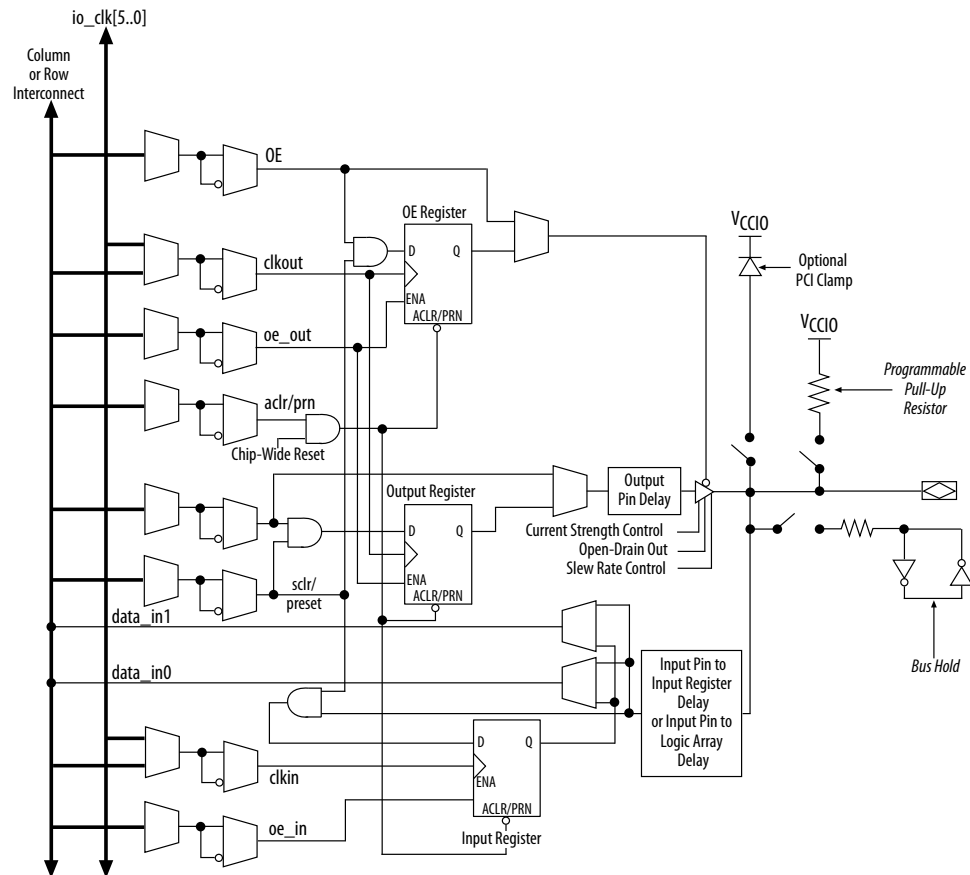 io_clk[5..0]
Column
or Row
Interconnect
OE
OE Register
D
Q
ENA
ACLR/PRN
clkout
oe_out
aclr/prn
Chip-Wide Reset
VCCIO
Optional
PCI Clamp
VCCIO
Programmable
Pull-Up
Resistor
Output Register
D
Q
ENA
ACLR/PRN
Output
Pin Delay
Current Strength Control
Open-Drain Out
Slew Rate Control
sclr/
preset
data_in1
data_in0
Bus Hold
Input Pin to
Input Register
Delay
or Input Pin to
Logic Array
Delay
D
Q
ENA
ACLR/PRN
Input Register
clkin
oe_in